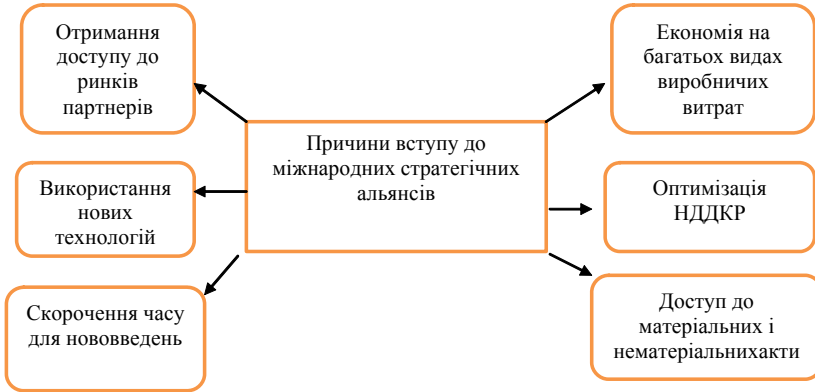 Отримання
доступу до
ринків
партнерів
Економія на
багатьох видах
виробничих
витрат
Причини вступу до
міжнародних стратегічних
альянсів
Використання
нових
технологій
Оптимізація
НДДКР
Скорочення часу
для нововведень
Доступ до
матеріальних і
нематеріальнихакти